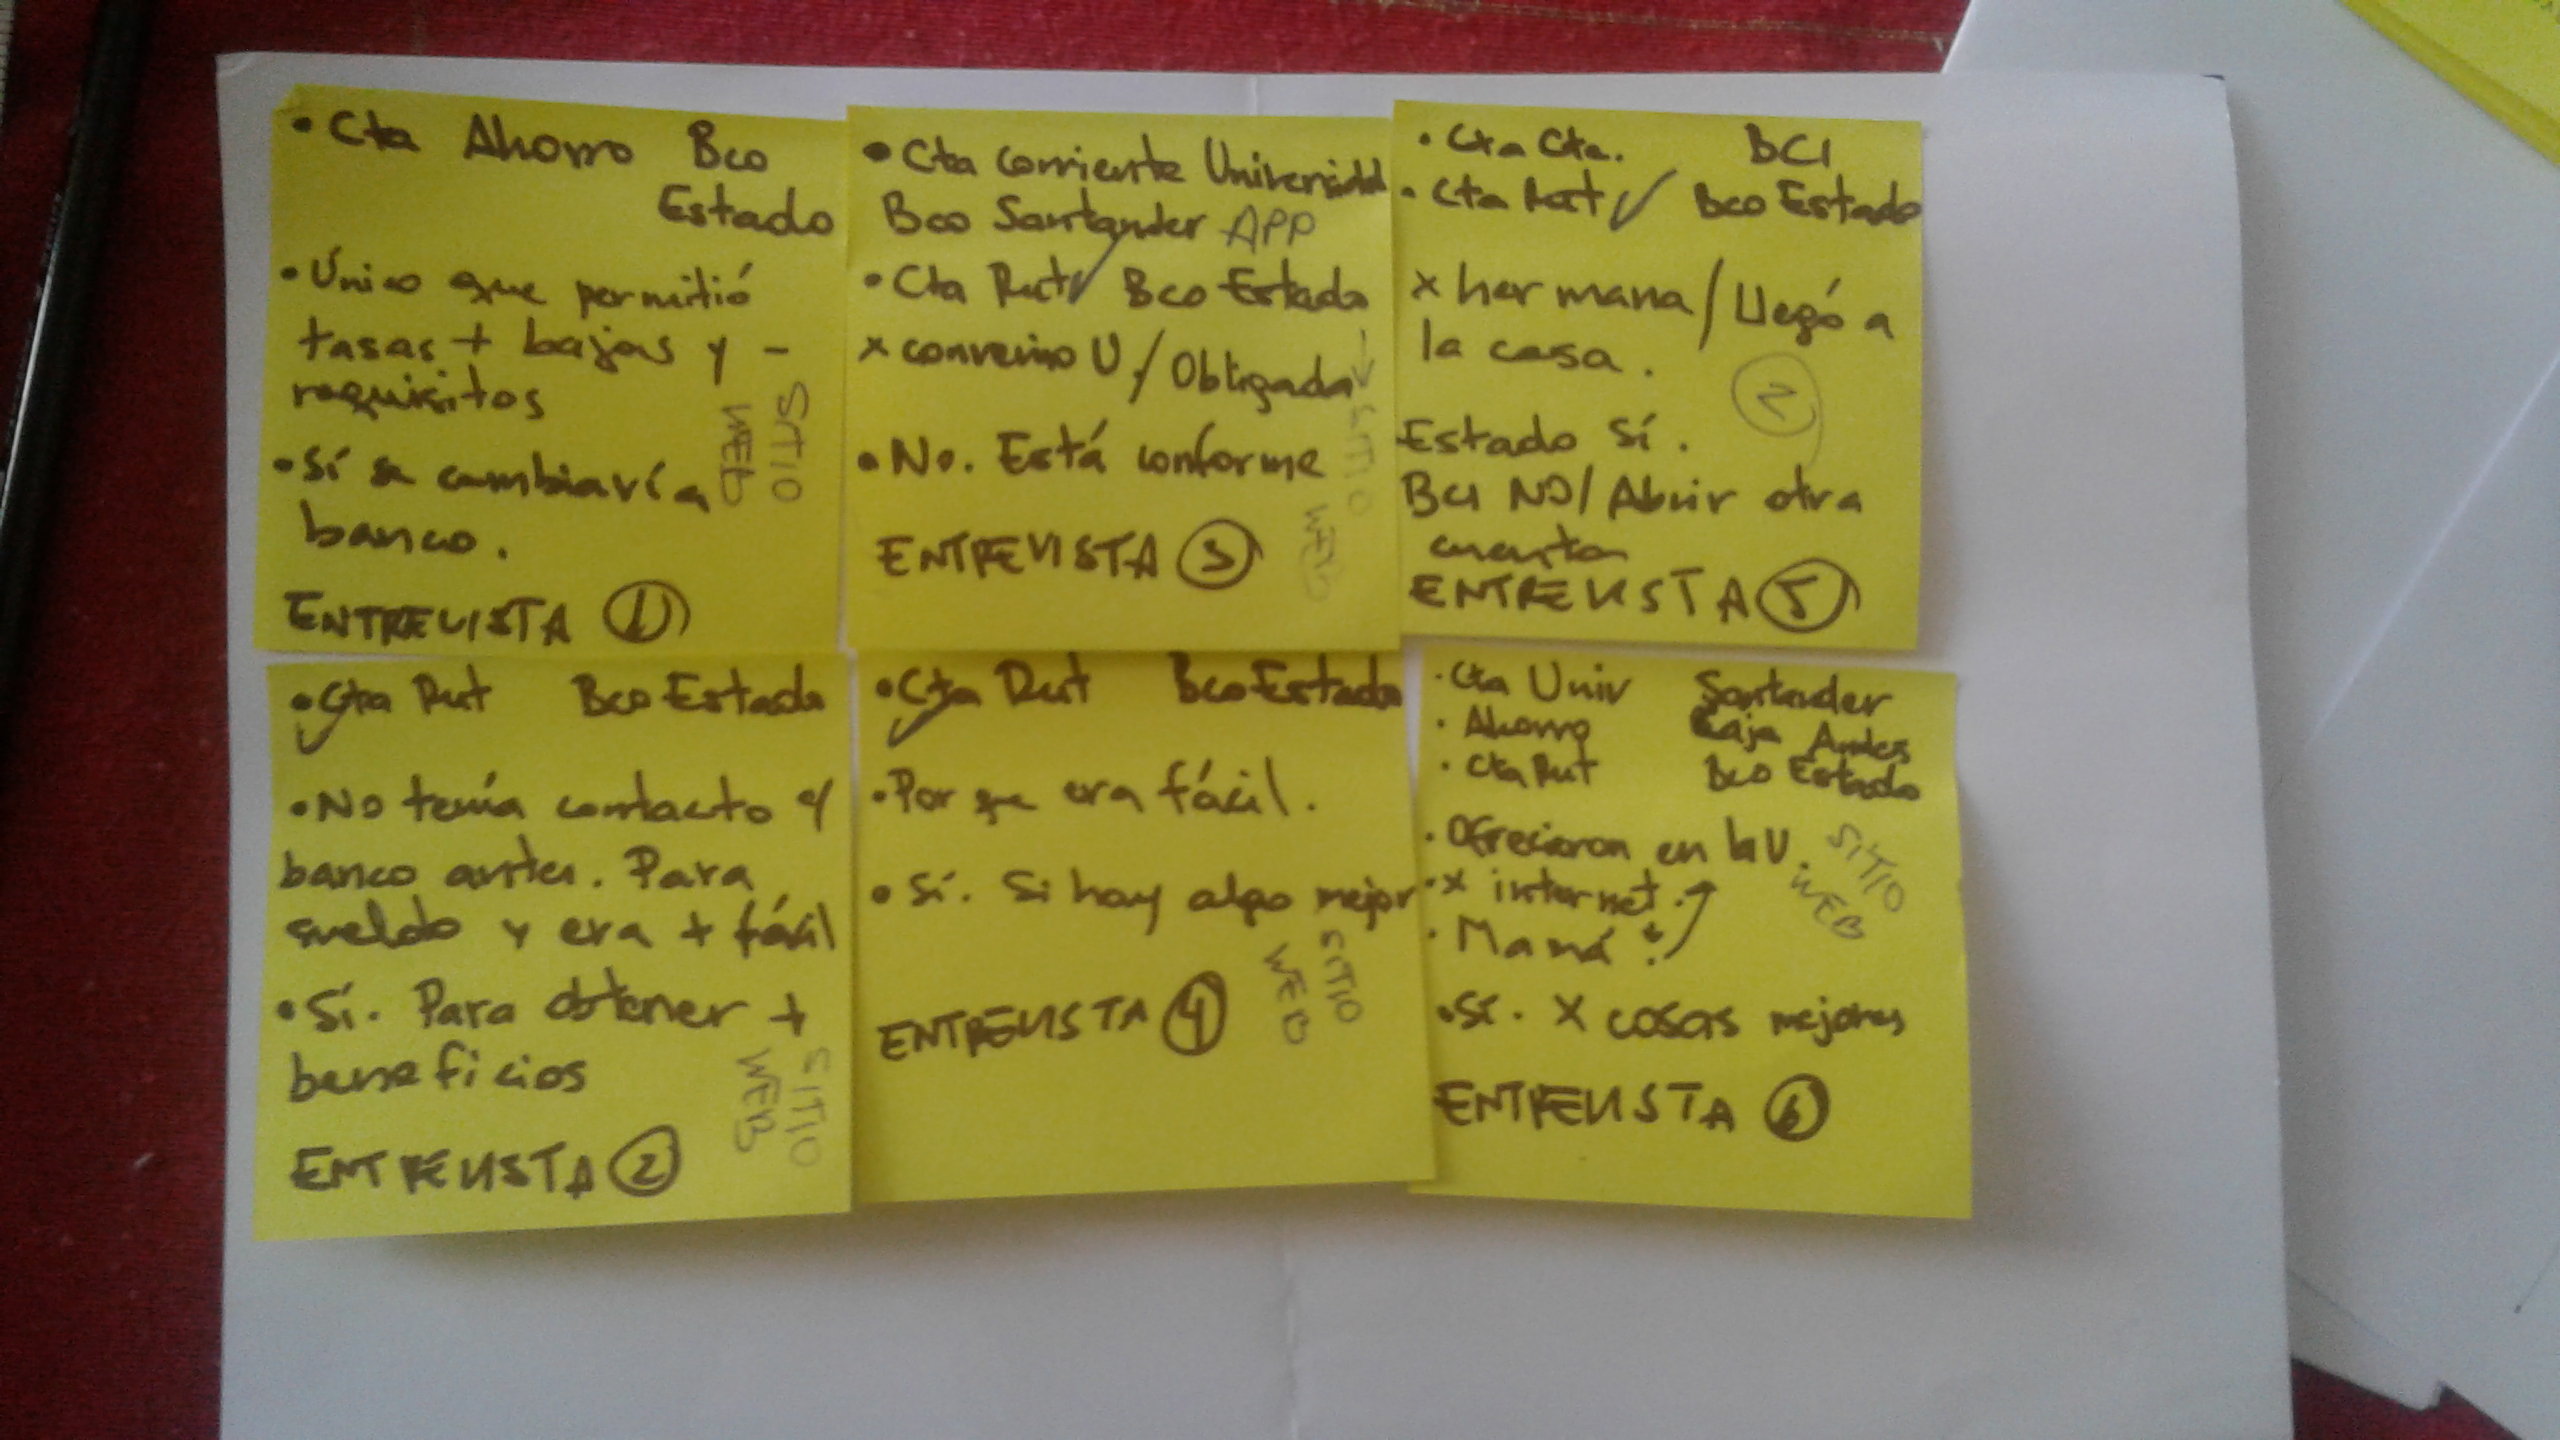 • Cta Ahorro Bco
Estado
• Único que permitió
tasas + bajas y -
requisitos
• Sí se cambiaría
banco.
SITIO
WEB
ENTREVISTA 1
• Cta corriente Universidad
Bco Santander APP
• Cta Rut ✓ Bco Estado
x convenio U / Obligada
• No. Está conforme
→ SITIO
WEB
ENTREVISTA 3
• Cta Cte. BCI
• Cta Rut ✓ Bco Estado
x hermana / Llegó a
la casa.
2
Estado Sí.
BCI NO / Abrir otra
cuenta
ENTREVISTA 5
• Cta Rut Bco Estado
✓
• No tenía contacto c/
banco antes. Para
sueldo y era + fácil
• Sí. Para obtener +
beneficios
SITIO
WEB
ENTREVISTA 2
• Cta Rut Bco Estado
✓
• Por que era fácil.
• Sí. Si hay algo mejor
SITIO
WEB
ENTREVISTA 4
• Cta Univ Santander
• Ahorro Caja Andes
• Cta Rut Bco Estado
• Ofrecieron en la U.
• x internet.
• Mamá
SITIO
WEB
• Sí. x cosas mejores
ENTREVISTA 6